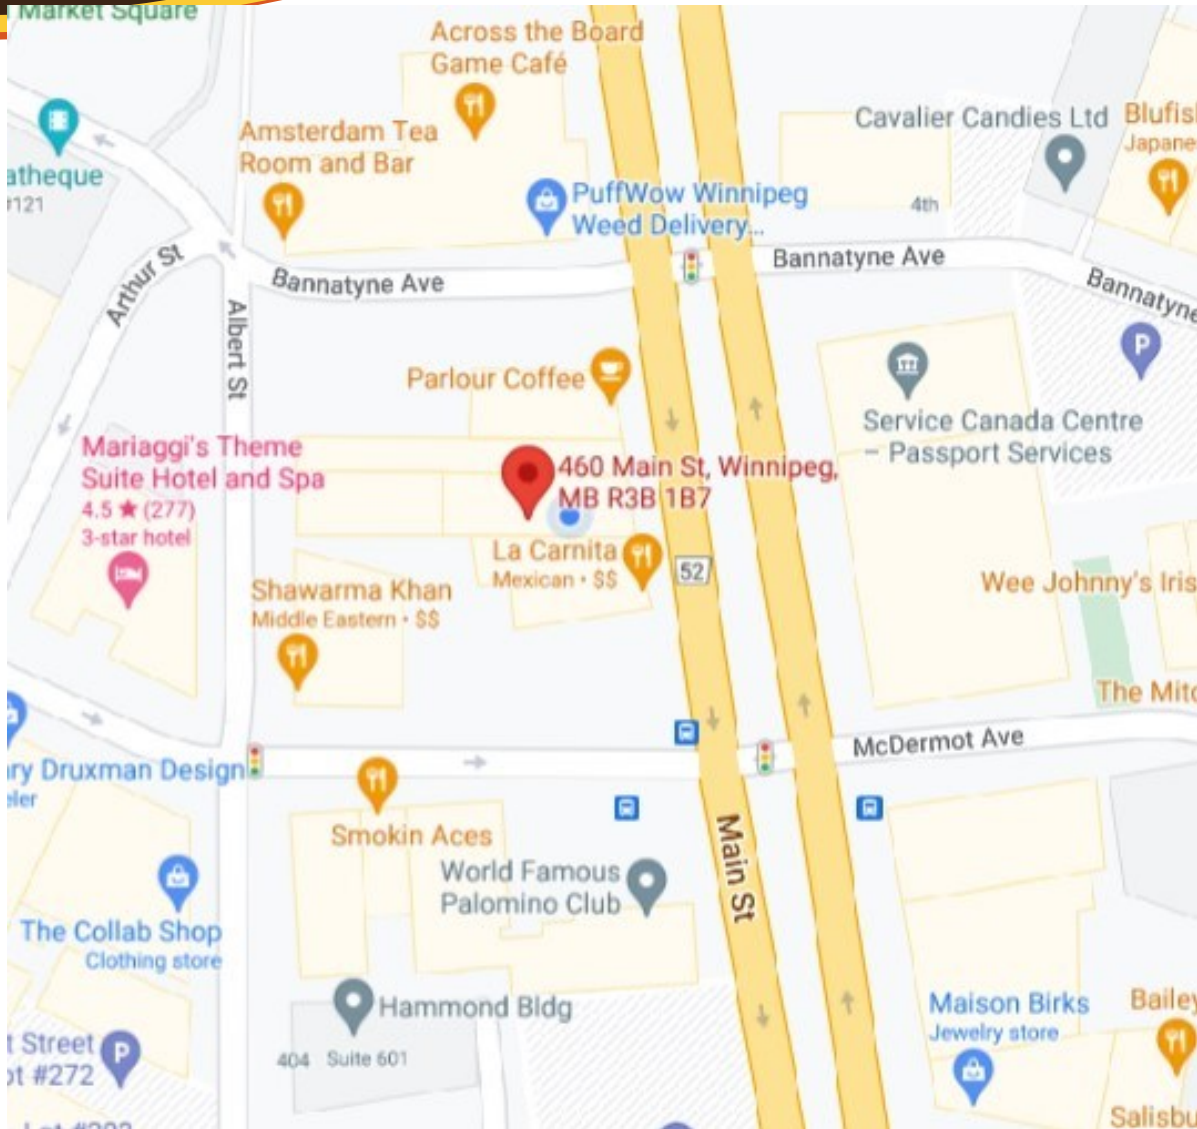 Market Square
Across the Board
Game Café
Amsterdam Tea
Room and Bar
Cavalier Candies Ltd
PuffWow Winnipeg
Weed Delivery...
4th
Bannatyne Ave
Bannatyne Ave
Bannatyne
Arthur St
Albert St
P
Parlour Coffee
Service Canada Centre
– Passport Services
Mariaggi's Theme
Suite Hotel and Spa
4.5 ★ (277)
3-star hotel
460 Main St, Winnipeg,
MB R3B 1B7
La Carnita
Mexican • $$
52
Shawarma Khan
Middle Eastern • $$
Wee Johnny's Iris
The Mitc
McDermot Ave
ry Druxman Design
eler
Smokin Aces
Main St
World Famous
Palomino Club
The Collab Shop
Clothing store
Hammond Bldg
404 Suite 601
Maison Birks
Jewelry store
Bailey
t Street
ot #272
P
Salisbu